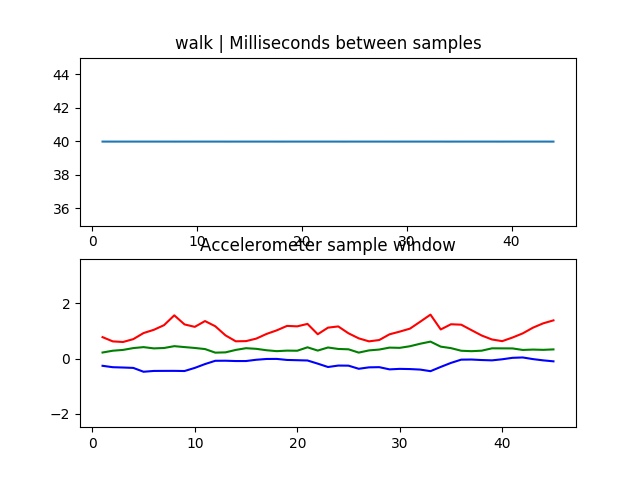 walk | Milliseconds between samples
44
42
40
38
36
0 10 20 30 40
Accelerometer sample window
2
0
−2
0 10 20 30 40